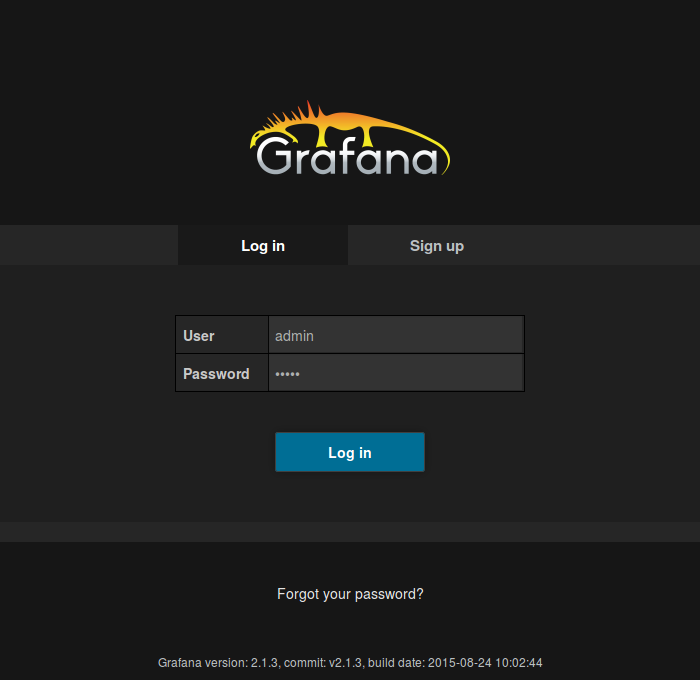 Grafana
Log in Sign up
User admin
Password •••••
Log in
Forgot your password?
Grafana version: 2.1.3, commit: v2.1.3, build date: 2015-08-24 10:02:44